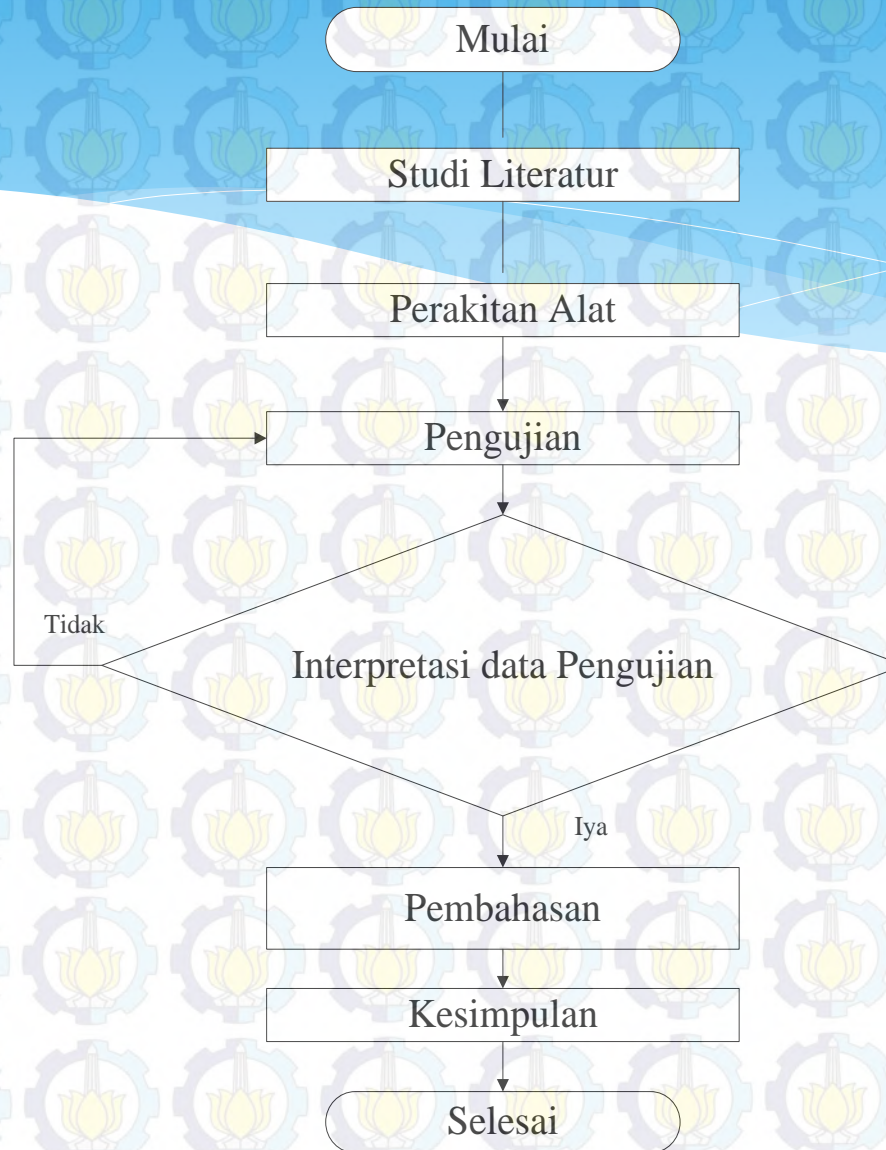 Mulai
Studi Literatur
Perakitan Alat
Pengujian
Tidak
Interpretasi data Pengujian
Iya
Pembahasan
Kesimpulan
Selesai